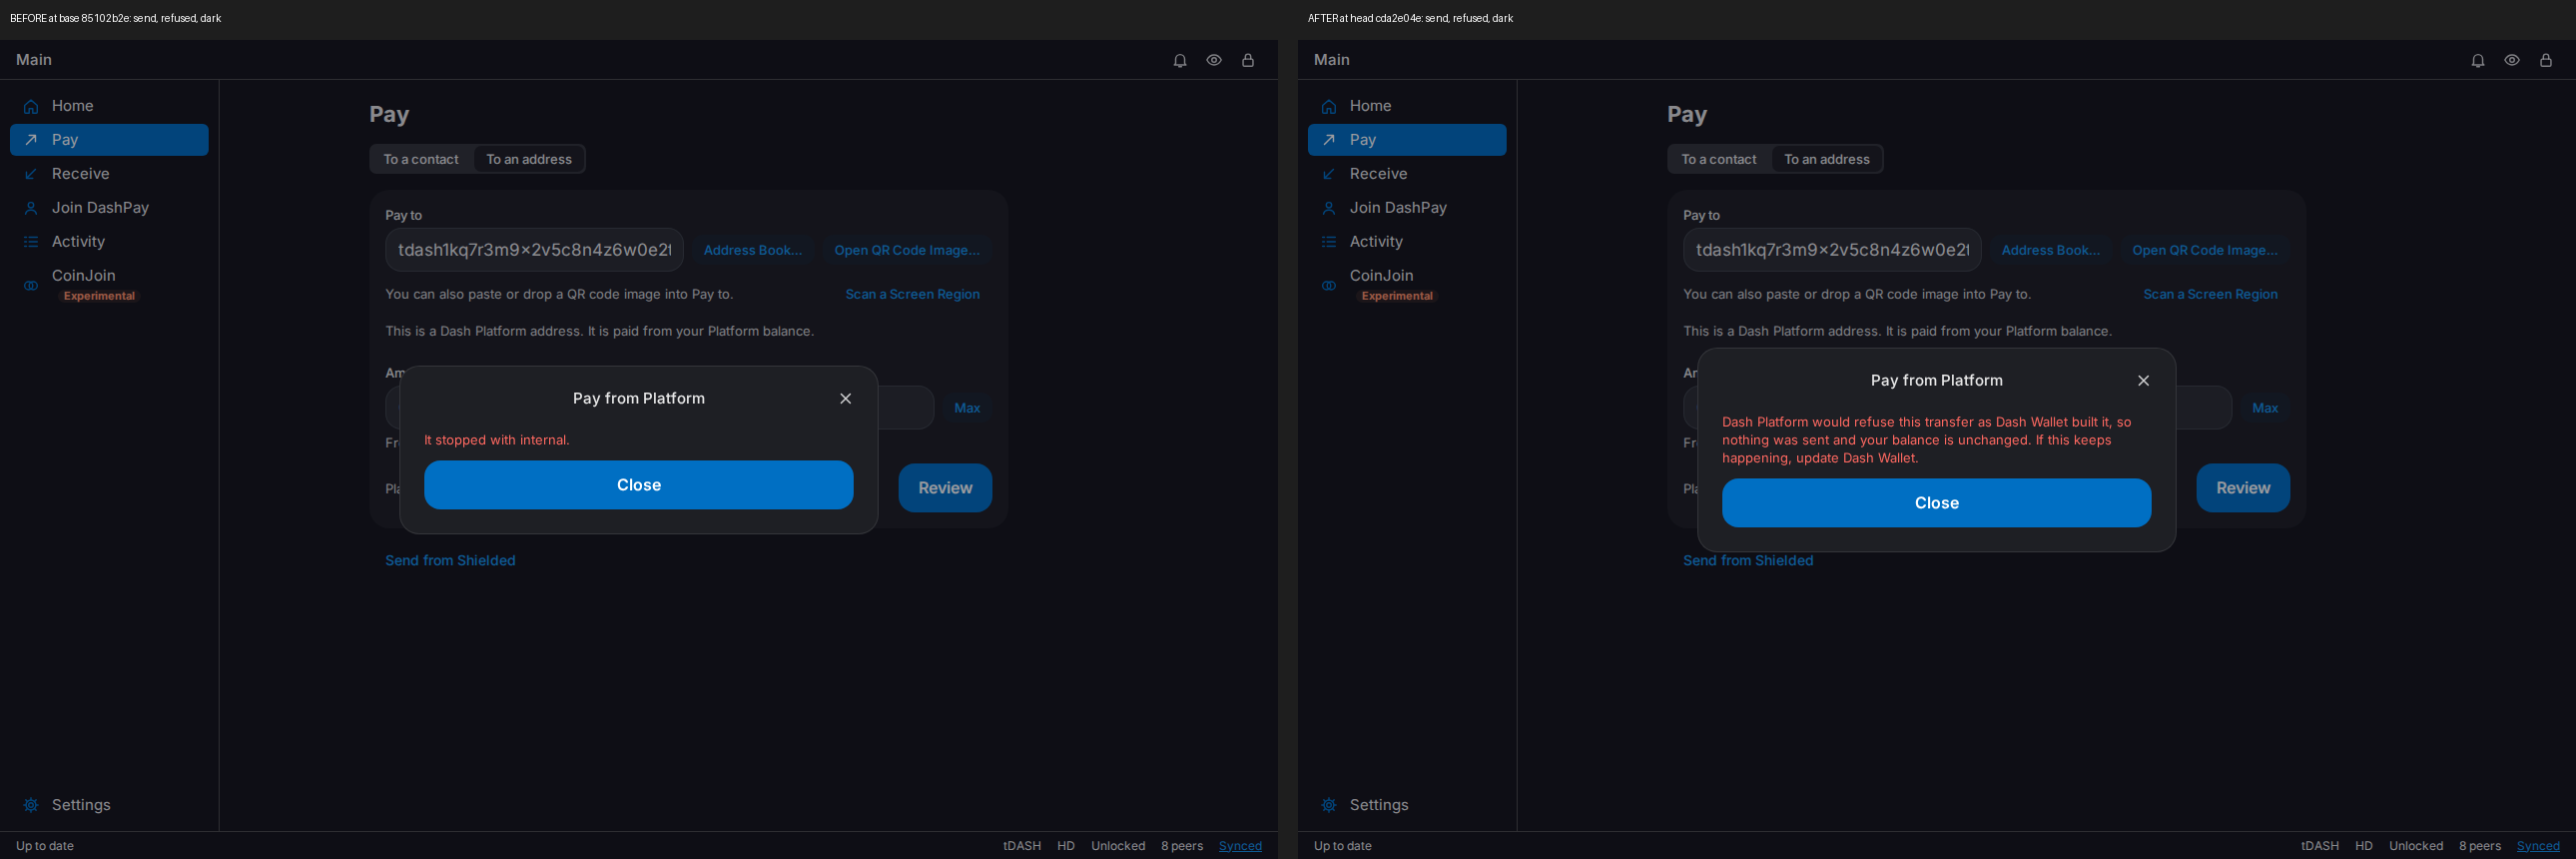 BEFORE at base 85102b2e: send, refused, dark
Main
Home
Pay
Receive
Join DashPay
Activity
CoinJoin
Experimental
Settings
Pay
To a contact
To an address
Pay to
tdash1kq7r3m9×2v5c8n4z6w0e2
Address Book...
Open QR Code Image...
You can also paste or drop a QR code image into Pay to.
Scan a Screen Region
This is a Dash Platform address. It is paid from your Platform balance.
Am
Max
Fr
Pla
Review
Pay from Platform
It stopped with internal.
Close
Send from Shielded
Up to date
tDASH
HD
Unlocked
8 peers
Synced
AFTER at head cda2e04e: send, refused, dark
Main
Home
Pay
Receive
Join DashPay
Activity
CoinJoin
Experimental
Settings
Pay
To a contact
To an address
Pay to
tdash1kq7r3m9×2v5c8n4z6w0e2
Address Book...
Open QR Code Image...
You can also paste or drop a QR code image into Pay to.
Scan a Screen Region
This is a Dash Platform address. It is paid from your Platform balance.
Max
Fr
Pla
Review
Pay from Platform
Dash Platform would refuse this transfer as Dash Wallet built it, so
nothing was sent and your balance is unchanged. If this keeps
happening, update Dash Wallet.
Close
Send from Shielded
Up to date
tDASH
HD
Unlocked
8 peers
Synced